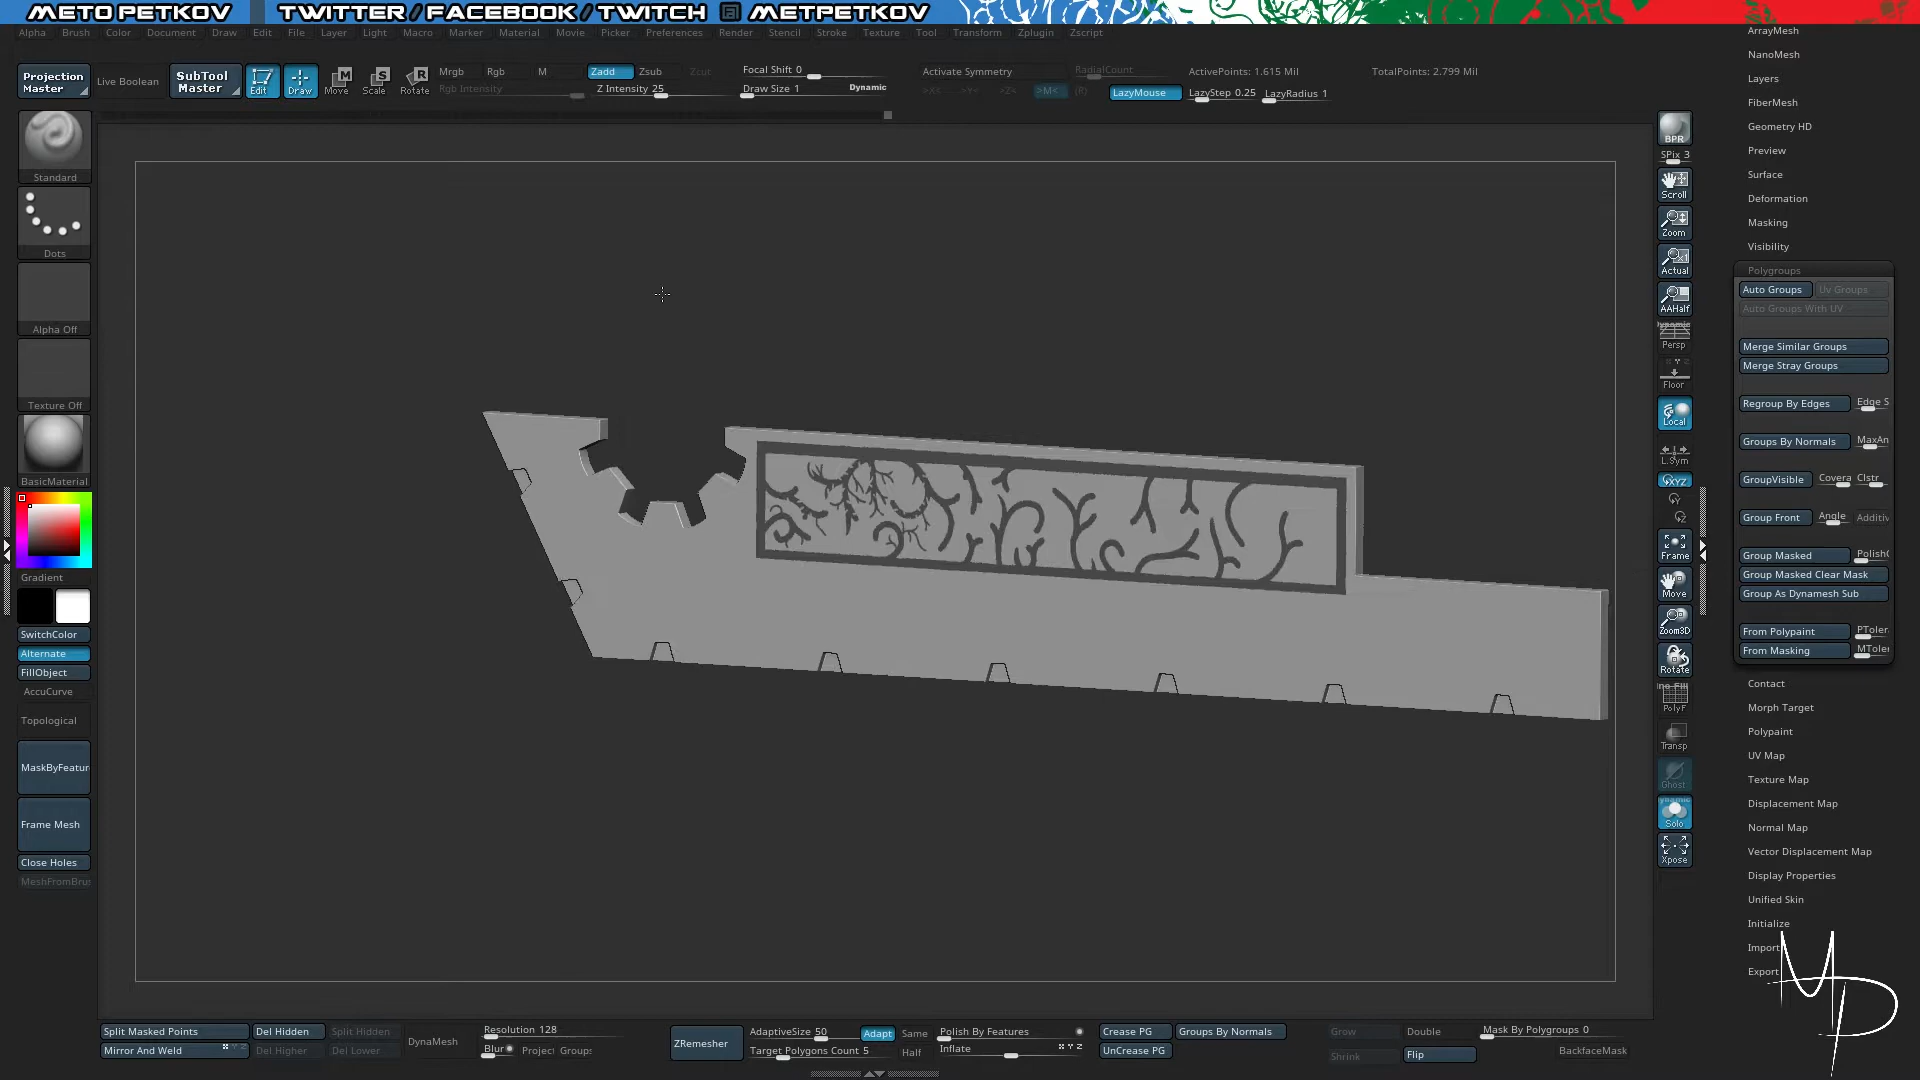 METO PETKOV TWITTER / FACEBOOK / TWITCH @ METPETKOV
Alpha Brush Color Document Draw Edit File Layer Light Macro Marker Material Movie Picker Preferences Render Stencil Stroke Texture Tool Transform Zplugin Zscript
Projection Master
Live Boolean
SubTool Master
Edit
Draw
Move
Scale
Rotate
Mrgb Rgb M Zadd Zsub Zcut
Rgb Intensity Z Intensity 25
Focal Shift 0
Draw Size 1 Dynamic
Activate Symmetry RadialCount
>X< >Y< >Z< >M< (R)
ActivePoints: 1.615 Mil TotalPoints: 2.799 Mil
LazyMouse LazyStep 0.25 LazyRadius 1
Standard
Dots
Alpha Off
Texture Off
BasicMaterial
Gradient
SwitchColor
Alternate
FillObject
AccuCurve
Topological
MaskByFeatur
Frame Mesh
Close Holes
MeshFromBru
BPR
SPix 3
Scroll
Zoom
Actual
AAHalf
Persp
Floor
Local
L.Sym
XYZ
Frame
Move
Zoom3D
Rotate
PolyF
Transp
Ghost
Solo
Xpose
ArrayMesh
NanoMesh
Layers
FiberMesh
Geometry HD
Preview
Surface
Deformation
Masking
Visibility
Polygroups
Auto Groups Uv Groups
Auto Groups With UV
Merge Similar Groups
Merge Stray Groups
Regroup By Edges Edge S
Groups By Normals MaxAn
GroupVisible Covera Clstr
Group Front Angle Additiv
Group Masked Polish
Group Masked Clear Mask
Group As Dynamesh Sub
From Polypaint PToler
From Masking MToler
Contact
Morph Target
Polypaint
UV Map
Texture Map
Displacement Map
Normal Map
Vector Displacement Map
Display Properties
Unified Skin
Initialize
Import
Export
Split Masked Points Del Hidden Split Hidden
Mirror And Weld Del Higher Del Lower
DynaMesh
Resolution 128
Blur Project Groups
ZRemesher
AdaptiveSize 50 Adapt Same
Target Polygons Count 5 Half
Polish By Features
Inflate
Crease PG Groups By Normals
UnCrease PG
Grow Double Mask By Polygroups 0
Shrink Flip BackfaceMask